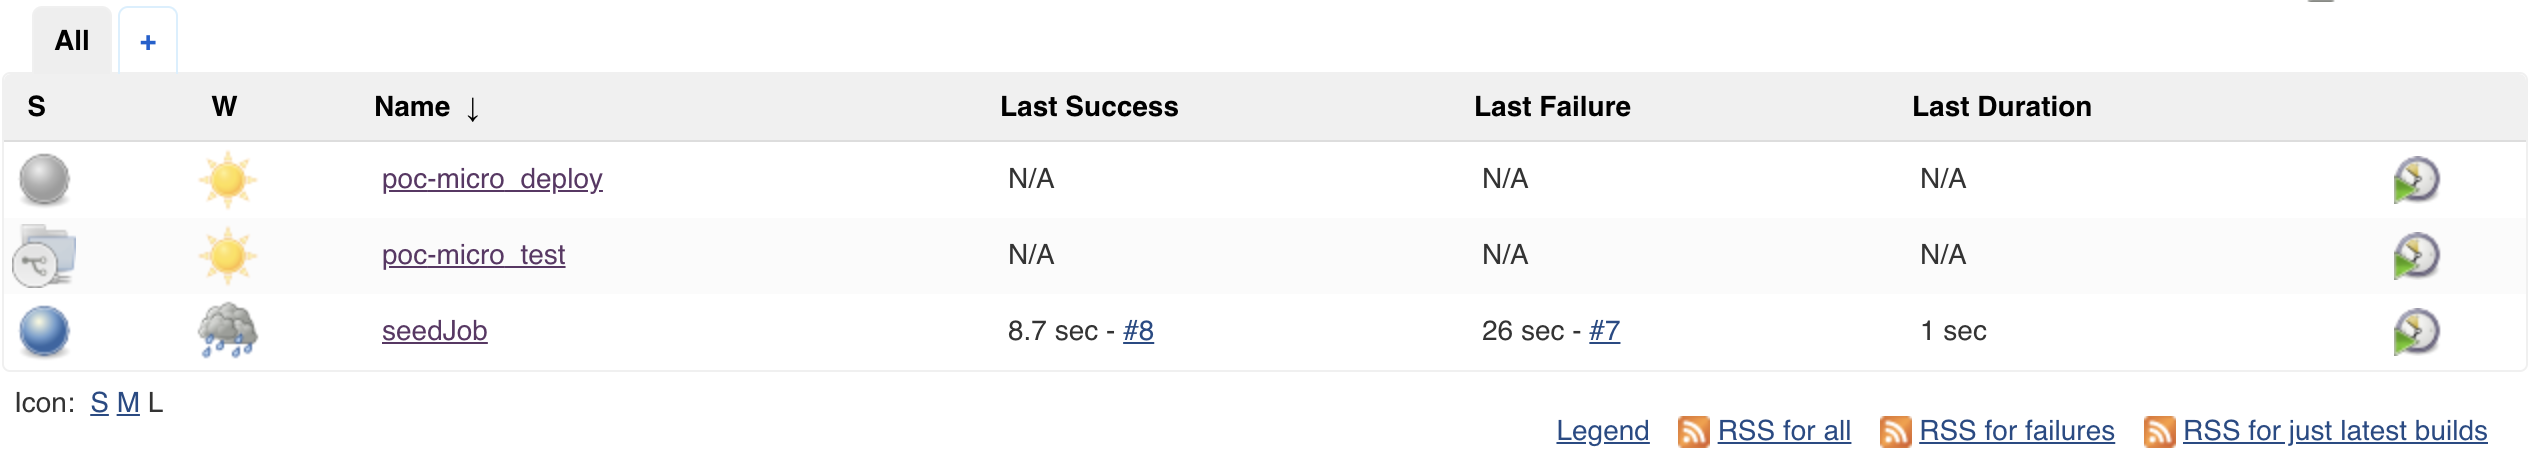 All +
S W Name ↓ Last Success Last Failure Last Duration
poc-micro_deploy N/A N/A N/A
poc-micro_test N/A N/A N/A
seedJob 8.7 sec - #8 26 sec - #7 1 sec
Icon: S M L
Legend RSS for all RSS for failures RSS for just latest builds